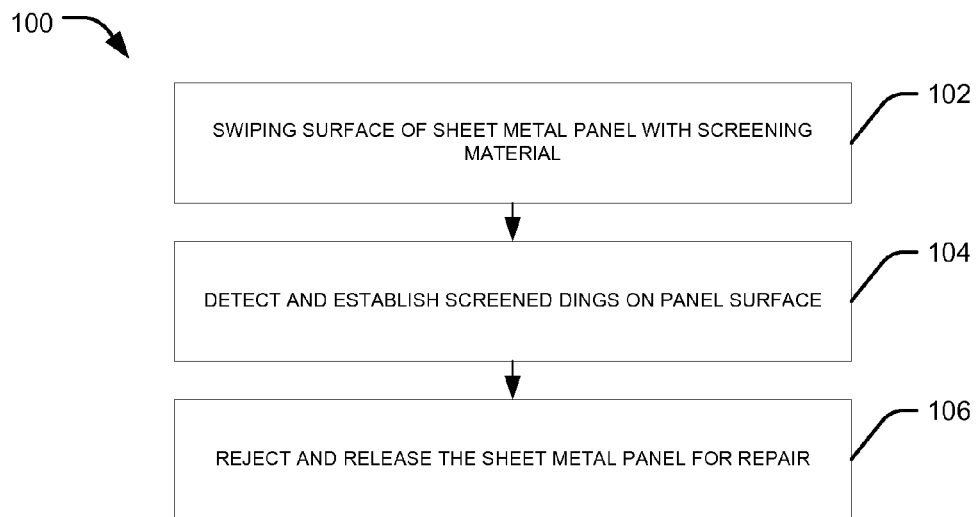 100
102
SWIPING SURFACE OF SHEET METAL PANEL WITH SCREENING
MATERIAL
104
DETECT AND ESTABLISH SCREENED DINGS ON PANEL SURFACE
106
REJECT AND RELEASE THE SHEET METAL PANEL FOR REPAIR